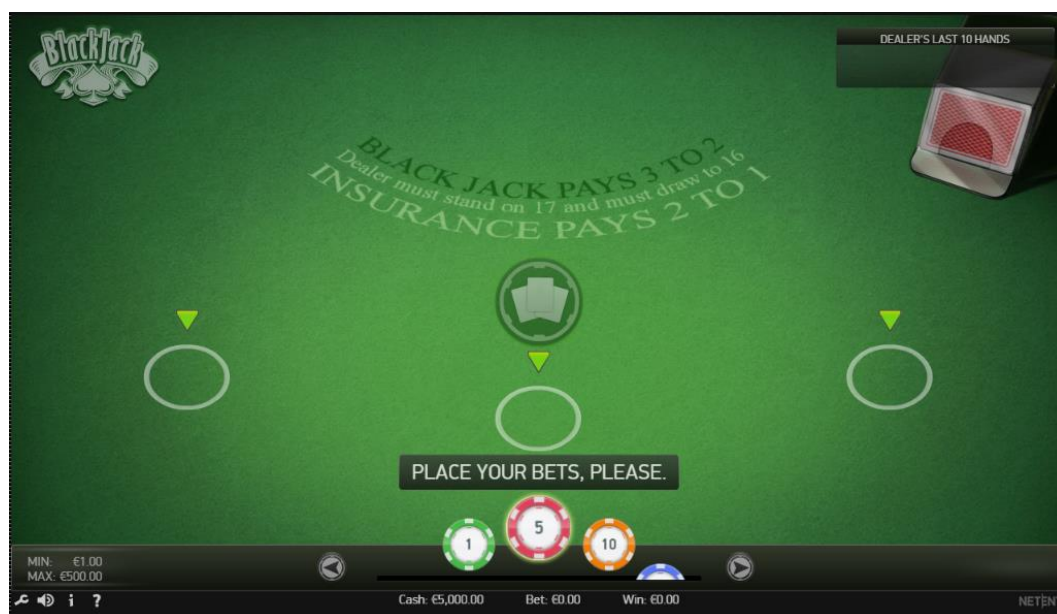 BlackJack
DEALER'S LAST 10 HANDS
BLACK JACK PAYS 3 TO 2
Dealer must stand on 17 and must draw to 16
INSURANCE PAYS 2 TO 1
PLACE YOUR BETS, PLEASE.
1 5 10
MIN: €1.00
MAX: €500.00
i ? Cash: €5,000.00 Bet: €0.00 Win: €0.00 NETEN